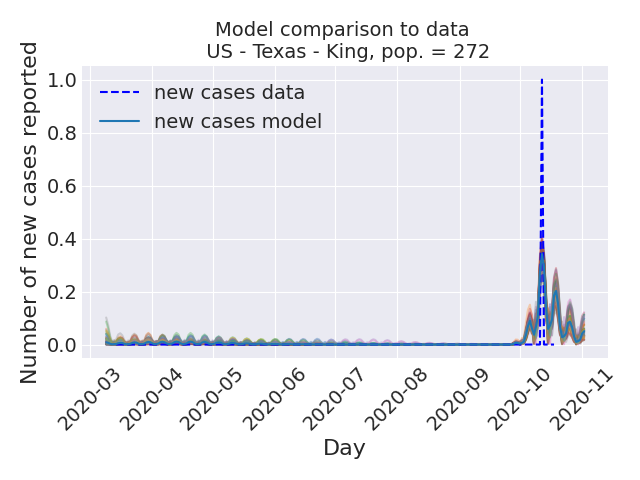 Model comparison to data
US - Texas - King, pop. = 272
Number of new cases reported
1.0
0.8
0.6
0.4
0.2
0.0
new cases data
new cases model
2020-03
2020-04
2020-05
2020-06
2020-07
2020-08
2020-09
2020-10
2020-11
Day